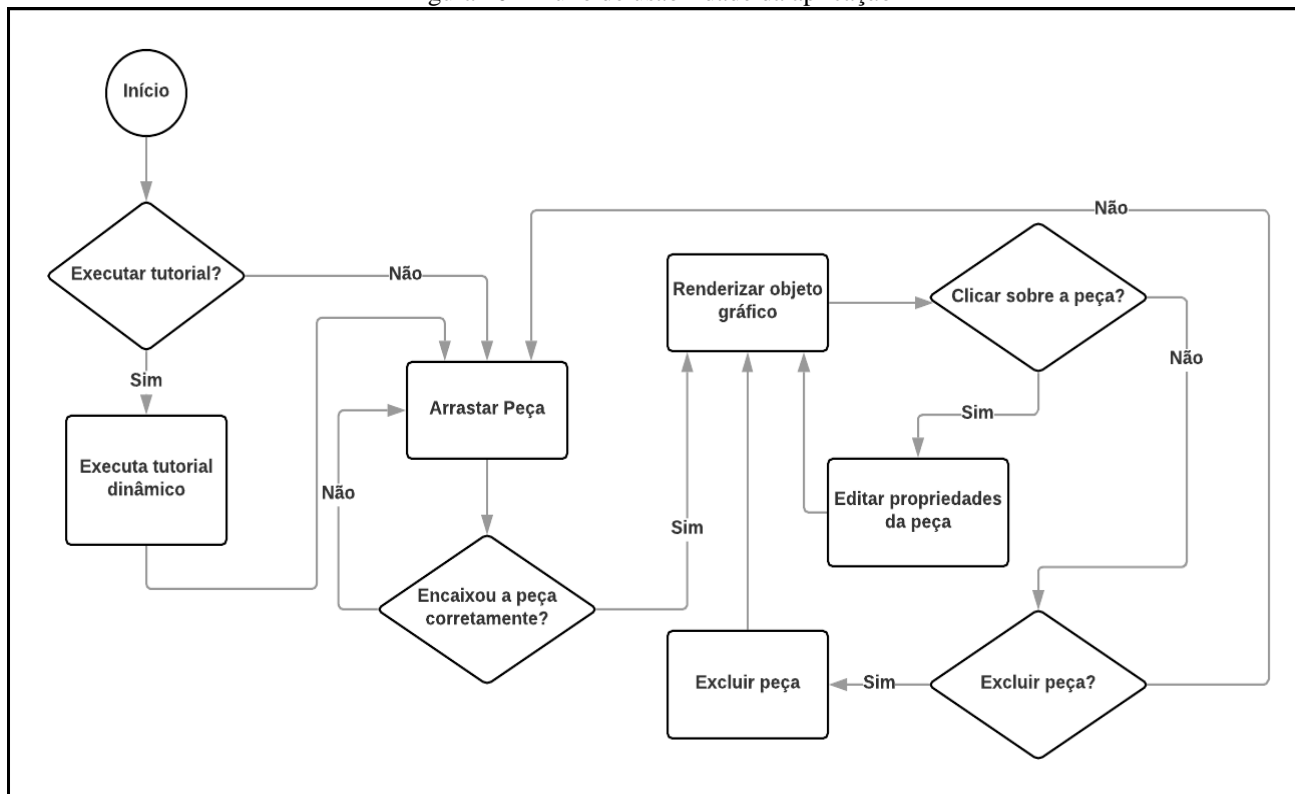 Início
Executar tutorial?
Não
Sim
Executa tutorial
dinâmico
Arrastar Peça
Não
Encaixou a peça
corretamente?
Sim
Renderizar objeto
gráfico
Clicar sobre a peça?
Não
Não
Sim
Editar propriedades
da peça
Excluir peça
Sim
Excluir peça?